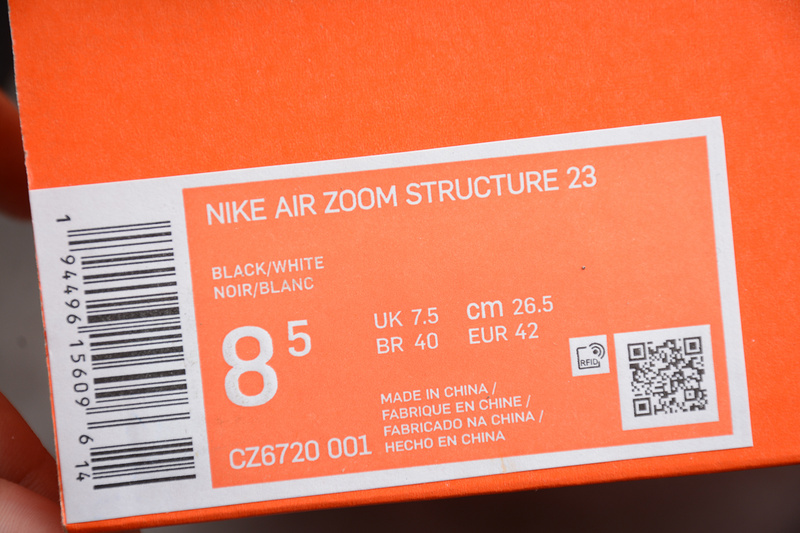 NIKE AIR ZOOM STRUCTURE 23
BLACK/WHITE
NOIR/BLANC
8 5
UK 7.5 cm 26.5
BR 40 EUR 42
RFID
MADE IN CHINA /
FABRIQUE EN CHINE /
FABRICADO NA CHINA /
HECHO EN CHINA
CZ6720 001
1 94496 15609 6 14